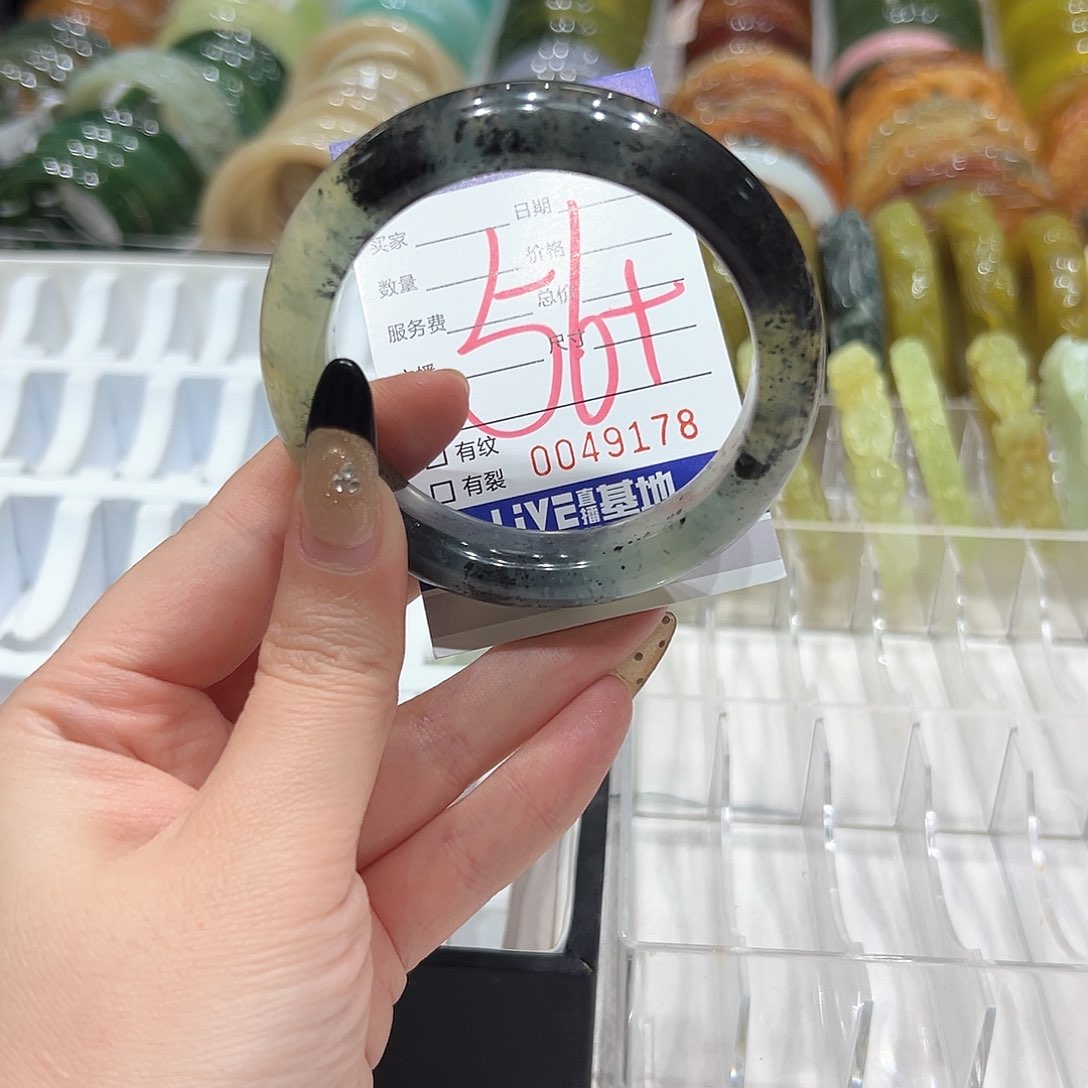 日期
买家
价格
数量
总价
服务费
尺寸
56+
有纹
0049178
有裂
LiVE直播基地